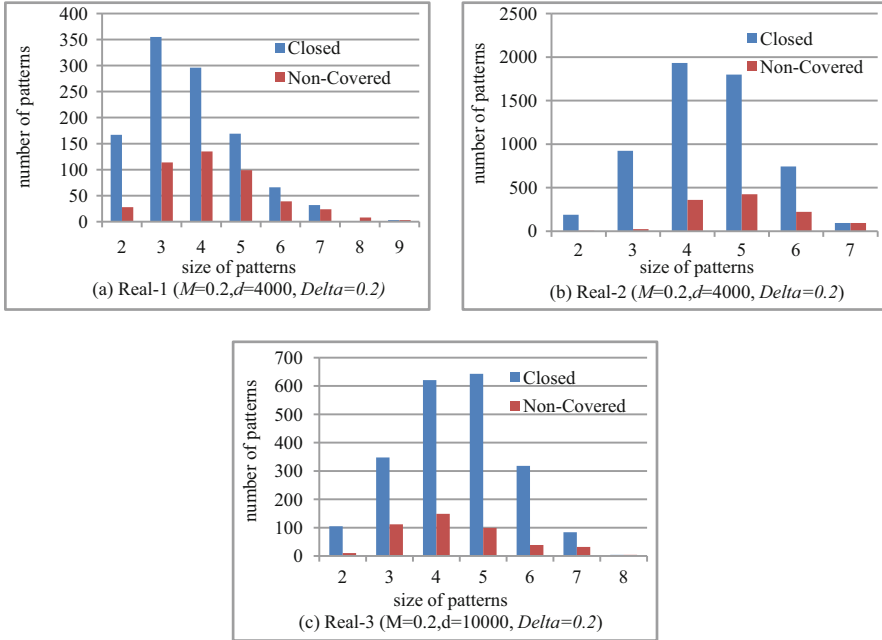 400
350
300
250
200
150
100
50
0
number of patterns
Closed
Non-Covered
2 3 4 5 6 7 8 9
size of patterns
(a) Real-1 (M=0.2,d=4000, Delta=0.2)
2500
2000
1500
1000
500
0
number of patterns
Closed
Non-Covered
2 3 4 5 6 7
size of patterns
(b) Real-2 (M=0.2,d=4000, Delta=0.2)
700
600
500
400
300
200
100
0
number of patterns
Closed
Non-Covered
2 3 4 5 6 7 8
size of patterns
(c) Real-3 (M=0.2,d=10000, Delta=0.2)